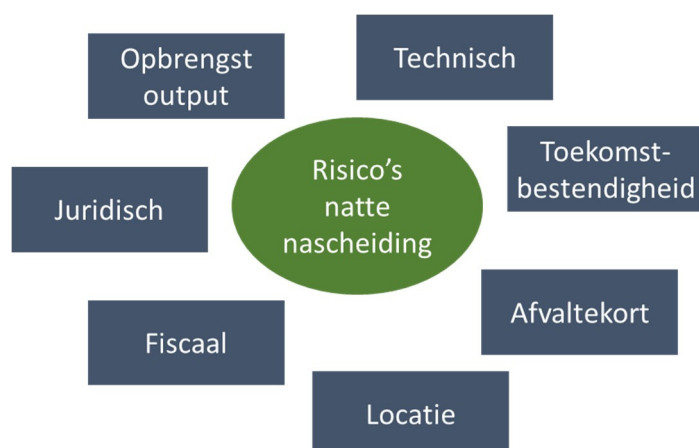 Opbrengst
output
Technisch
Risico's
natte
nascheiding
Toekomst-
bestendigheid
Juridisch
Afvaltekort
Fiscaal
Locatie